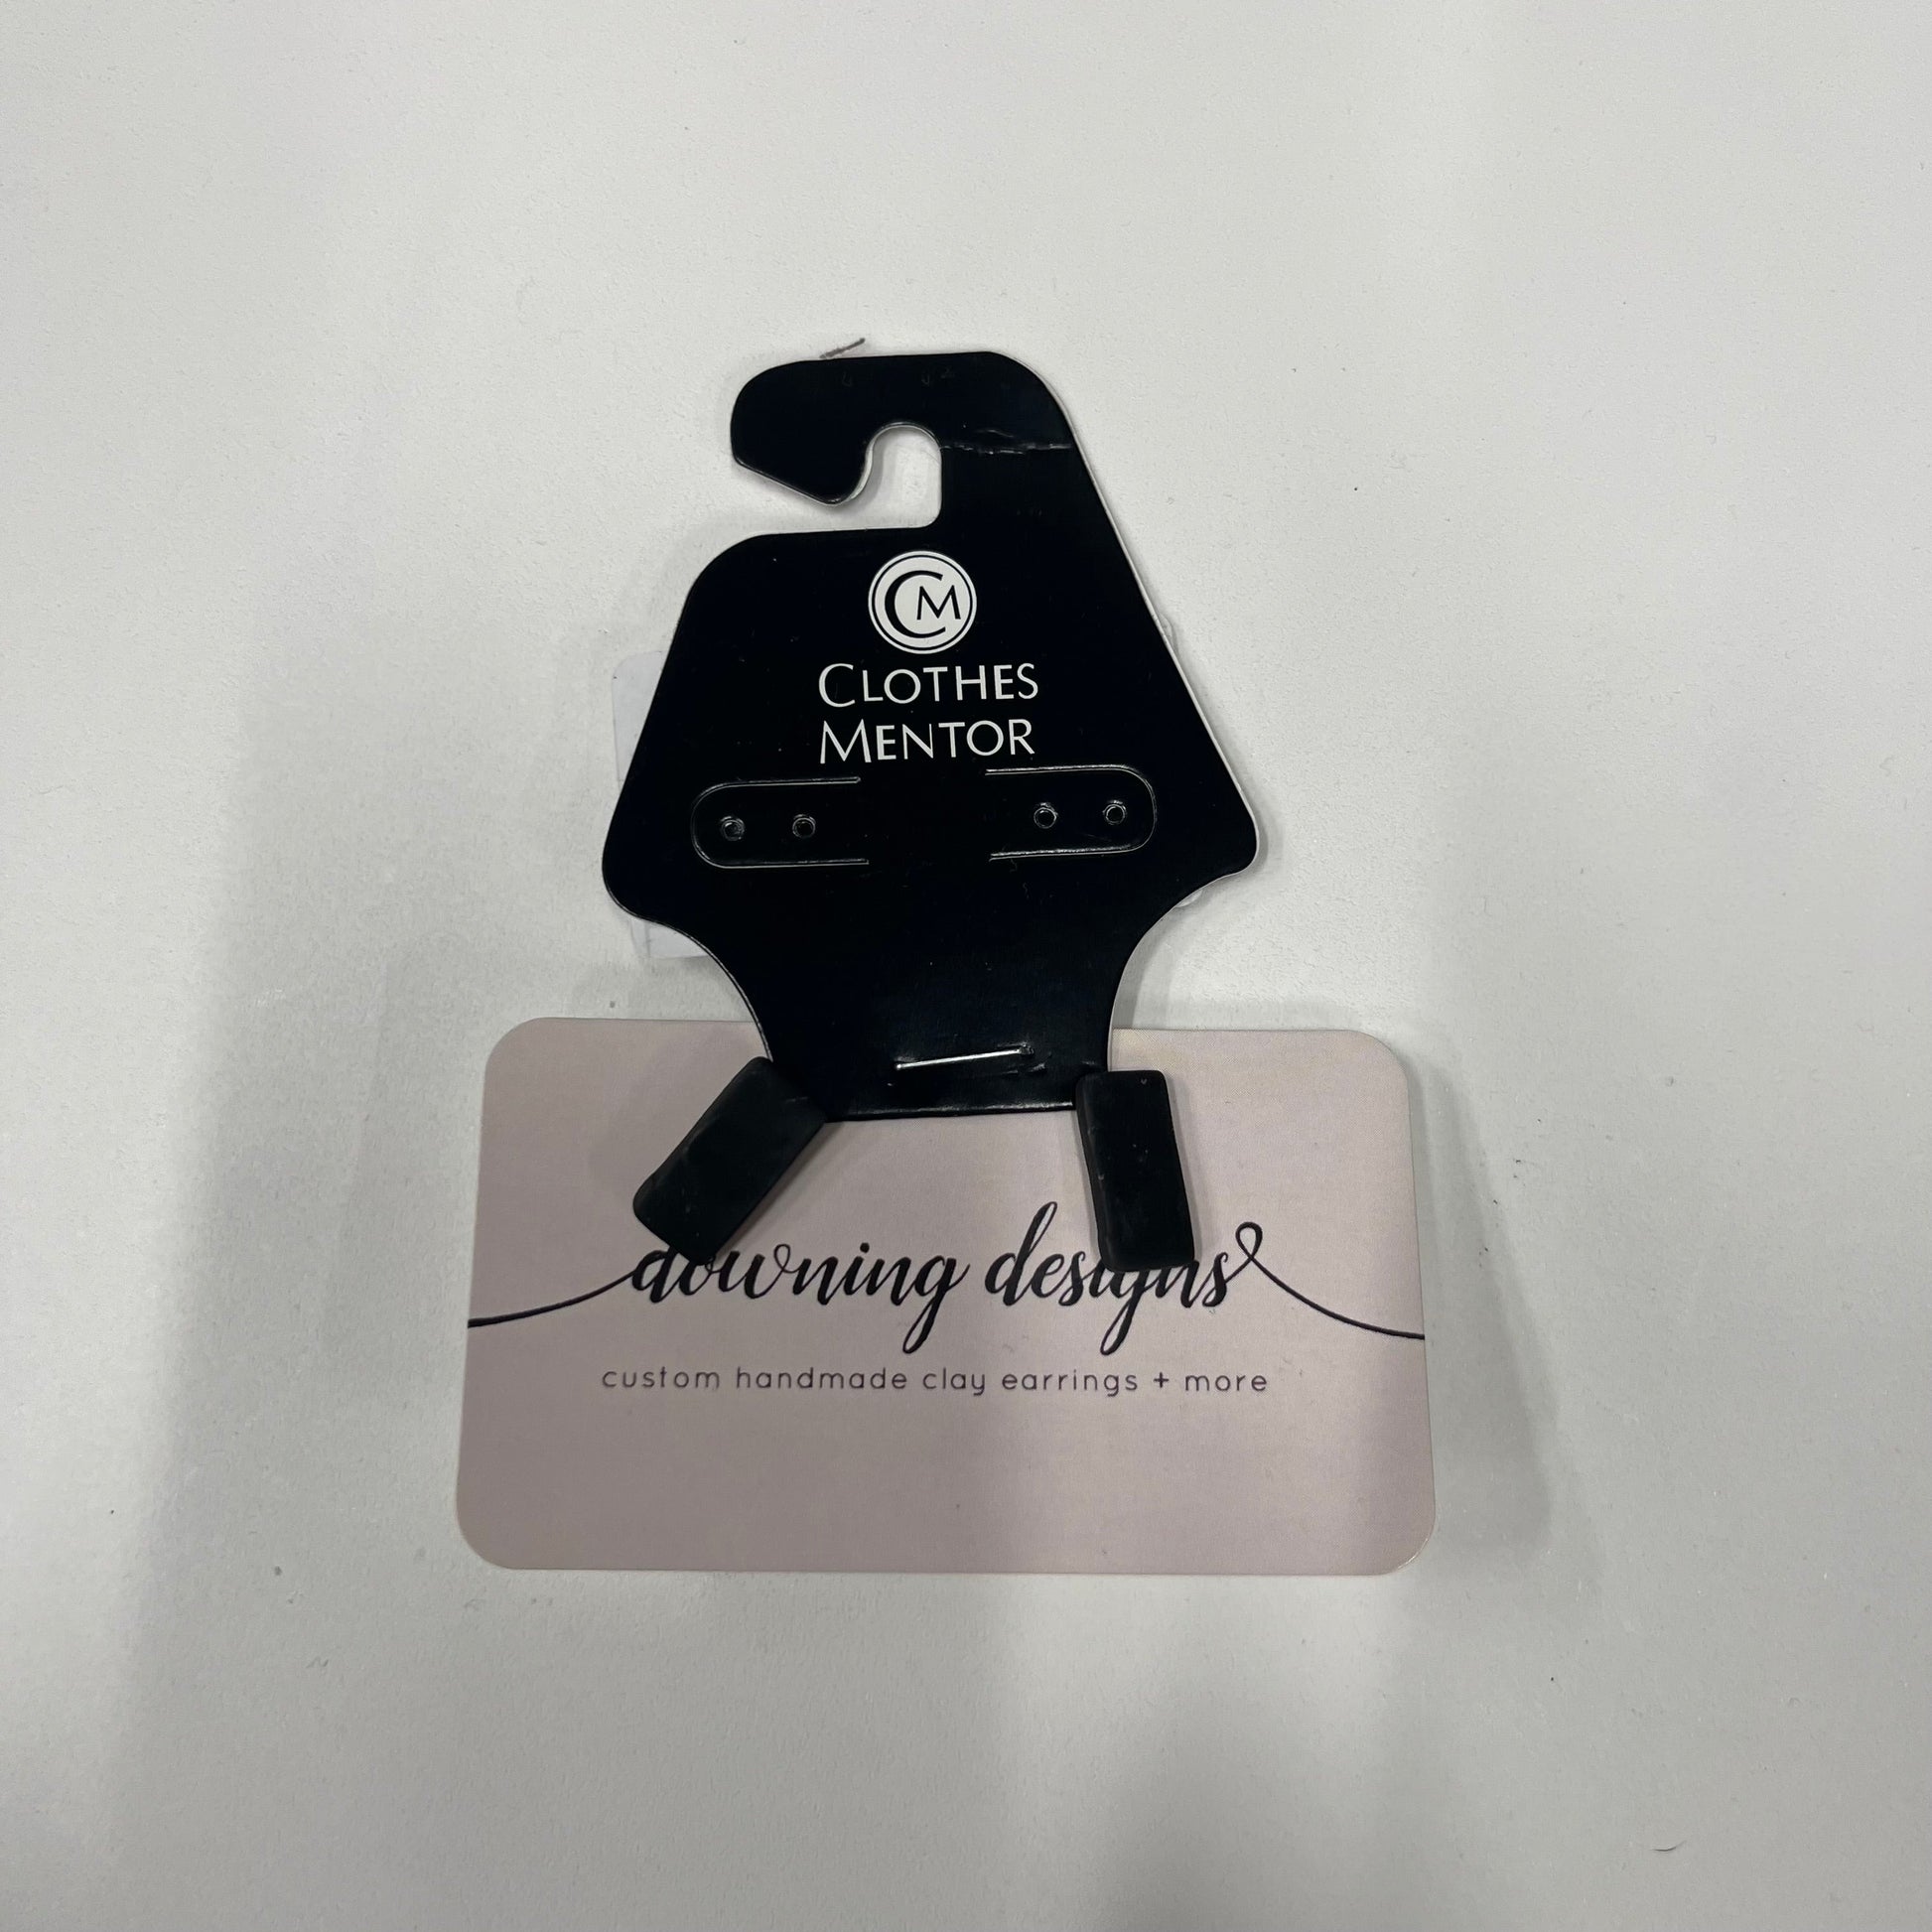 CM
CLOTHES
MENTOR
downing designs
custom handmade clay earrings + more